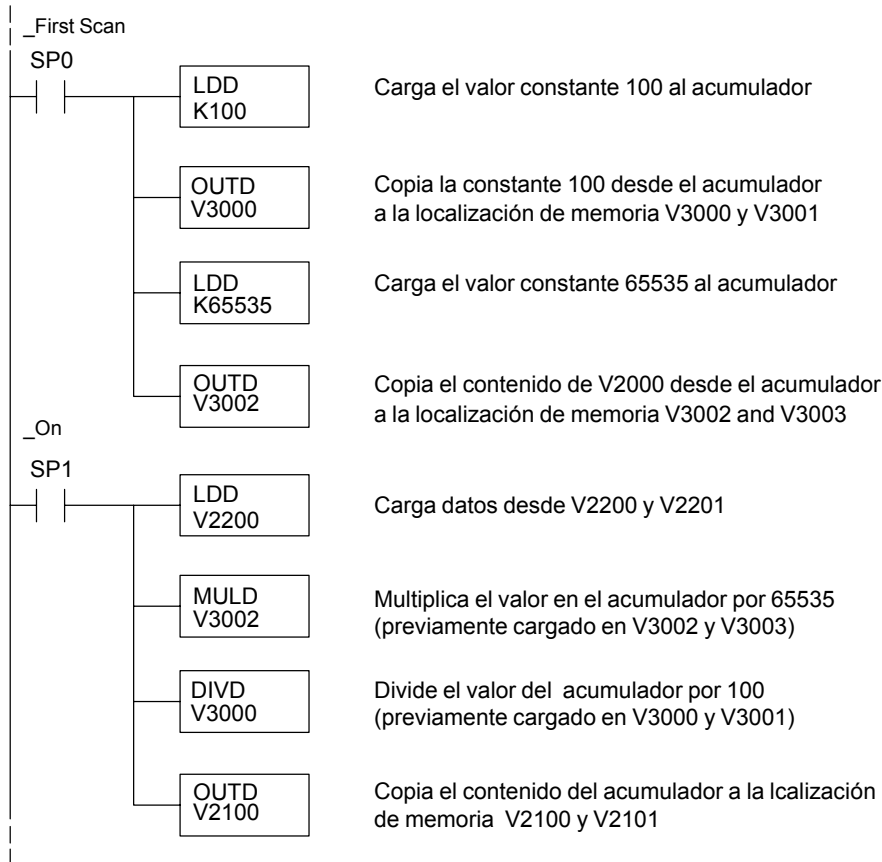 _First Scan
SP0
LDD
K100
Carga el valor constante 100 al acumulador
OUTD
V3000
Copia la constante 100 desde el acumulador
a la localización de memoria V3000 y V3001
LDD
K65535
Carga el valor constante 65535 al acumulador
OUTD
V3002
Copia el contenido de V2000 desde el acumulador
a la localización de memoria V3002 and V3003
_On
SP1
LDD
V2200
Carga datos desde V2200 y V2201
MULD
V3002
Multiplica el valor en el acumulador por 65535
(previamente cargado en V3002 y V3003)
DIVD
V3000
Divide el valor del acumulador por 100
(previamente cargado en V3000 y V3001)
OUTD
V2100
Copia el contenido del acumulador a la lcalización
de memoria V2100 y V2101